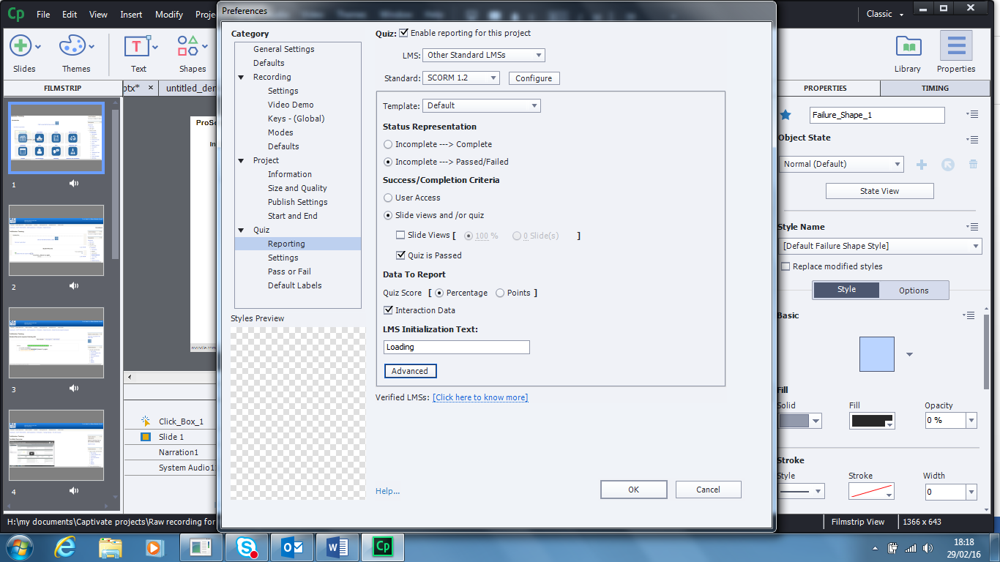 Preferences
Cp File Edit View Insert Modify Proje
Classic
Slides Themes Text Shapes
Library Properties
FILMSTRIP
ptx* × untitled_der
PROPERTIES TIMING
ProSc
In
moodle.com
1
2
3
4
Click_Box_1
Slide 1
Narration1
System Audio1
H:\my documents\Captivate projects\Raw recording for
Category
General Settings
Defaults
Recording
Settings
Video Demo
Keys - (Global)
Modes
Defaults
Project
Information
Size and Quality
Publish Settings
Start and End
Quiz
Reporting
Settings
Pass or Fail
Default Labels
Styles Preview
Quiz: Enable reporting for this project
LMS: Other Standard LMSs
Standard: SCORM 1.2 Configure
Template: Default
Status Representation
Incomplete ---> Complete
Incomplete ---> Passed/Failed
Success/Completion Criteria
User Access
Slide views and /or quiz
Slide Views [ 100 % 0 Slide(s) ]
Quiz is Passed
Data To Report
Quiz Score [ Percentage Points ]
Interaction Data
LMS Initialization Text:
Loading
Advanced
Verified LMSs: [Click here to know more]
Help...
OK Cancel
Failure_Shape_1
Object State
Normal (Default)
State View
Style Name
[Default Failure Shape Style]
Replace modified styles
Style Options
Basic
Fill
Solid Fill Opacity
0 %
Stroke
Style Stroke Width
0
Filmstrip View 1366 x 643
18:18
29/02/16